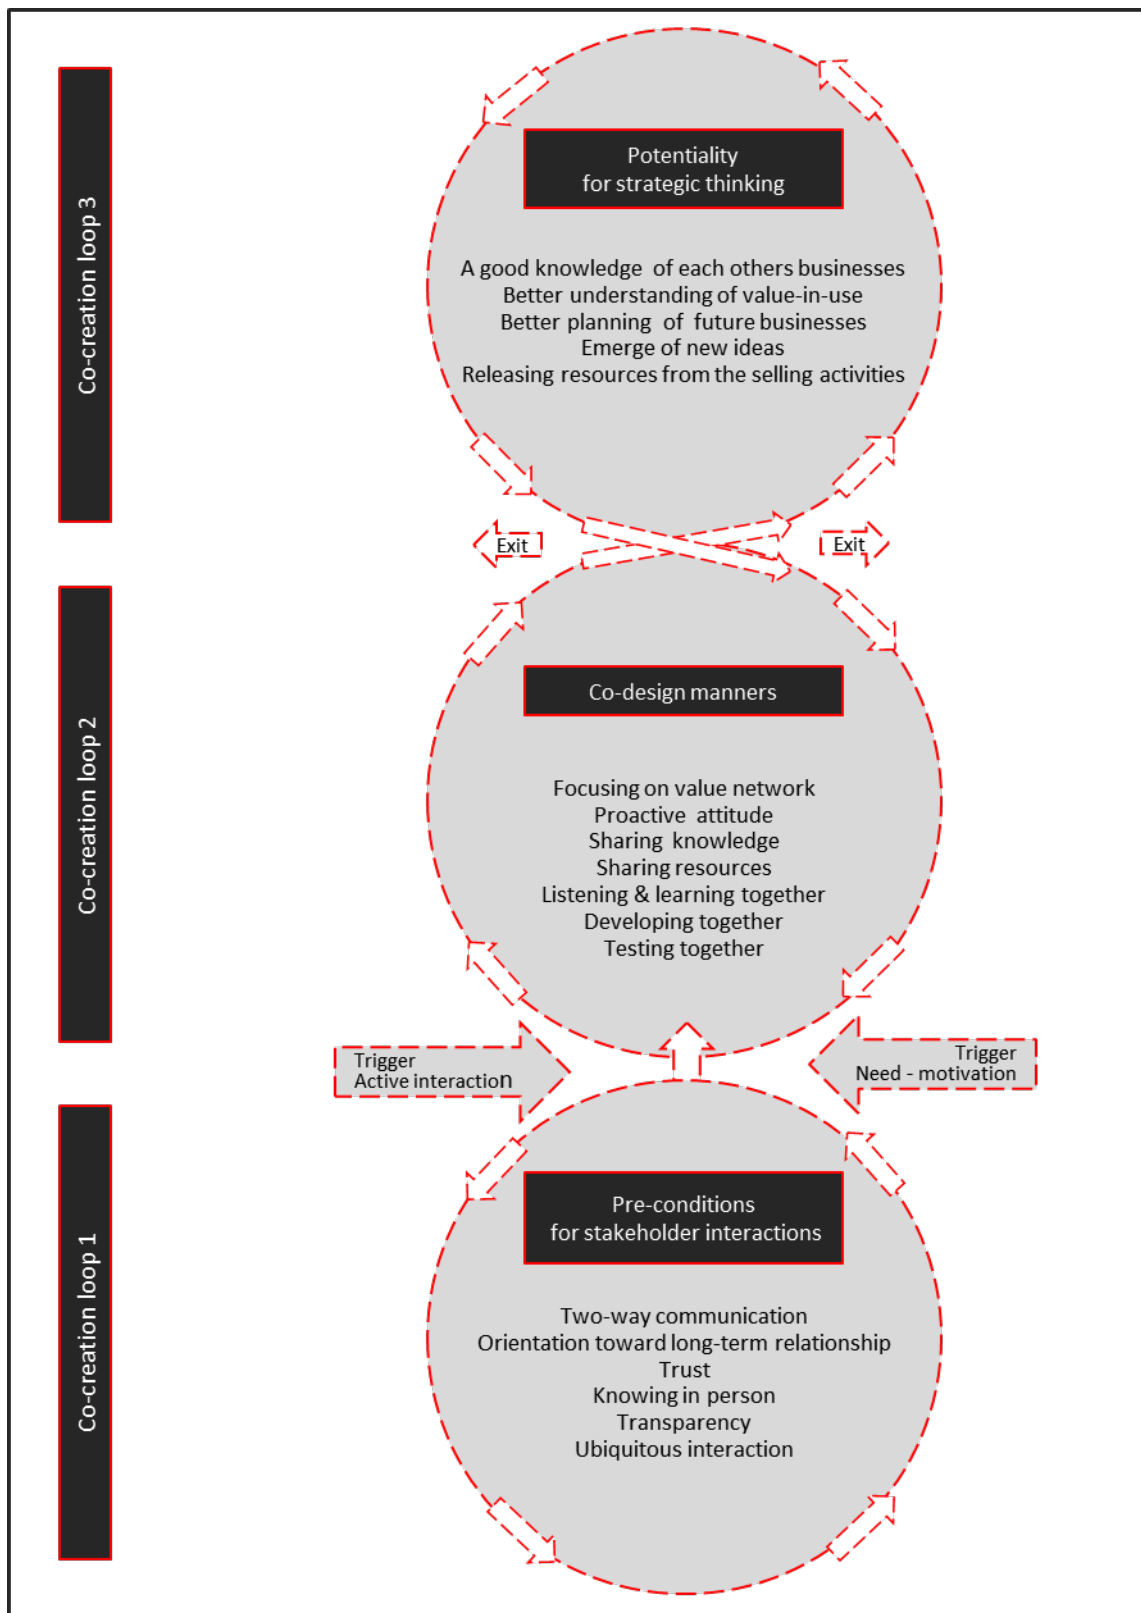 Co-creation loop 3
Potentiality
for strategic thinking
A good knowledge of each others businesses
Better understanding of value-in-use
Better planning of future businesses
Emerge of new ideas
Releasing resources from the selling activities
Exit
Exit
Co-creation loop 2
Co-design manners
Focusing on value network
Proactive attitude
Sharing knowledge
Sharing resources
Listening & learning together
Developing together
Testing together
Trigger
Active interaction
Trigger
Need - motivation
Co-creation loop 1
Pre-conditions
for stakeholder interactions
Two-way communication
Orientation toward long-term relationship
Trust
Knowing in person
Transparency
Ubiquitous interaction